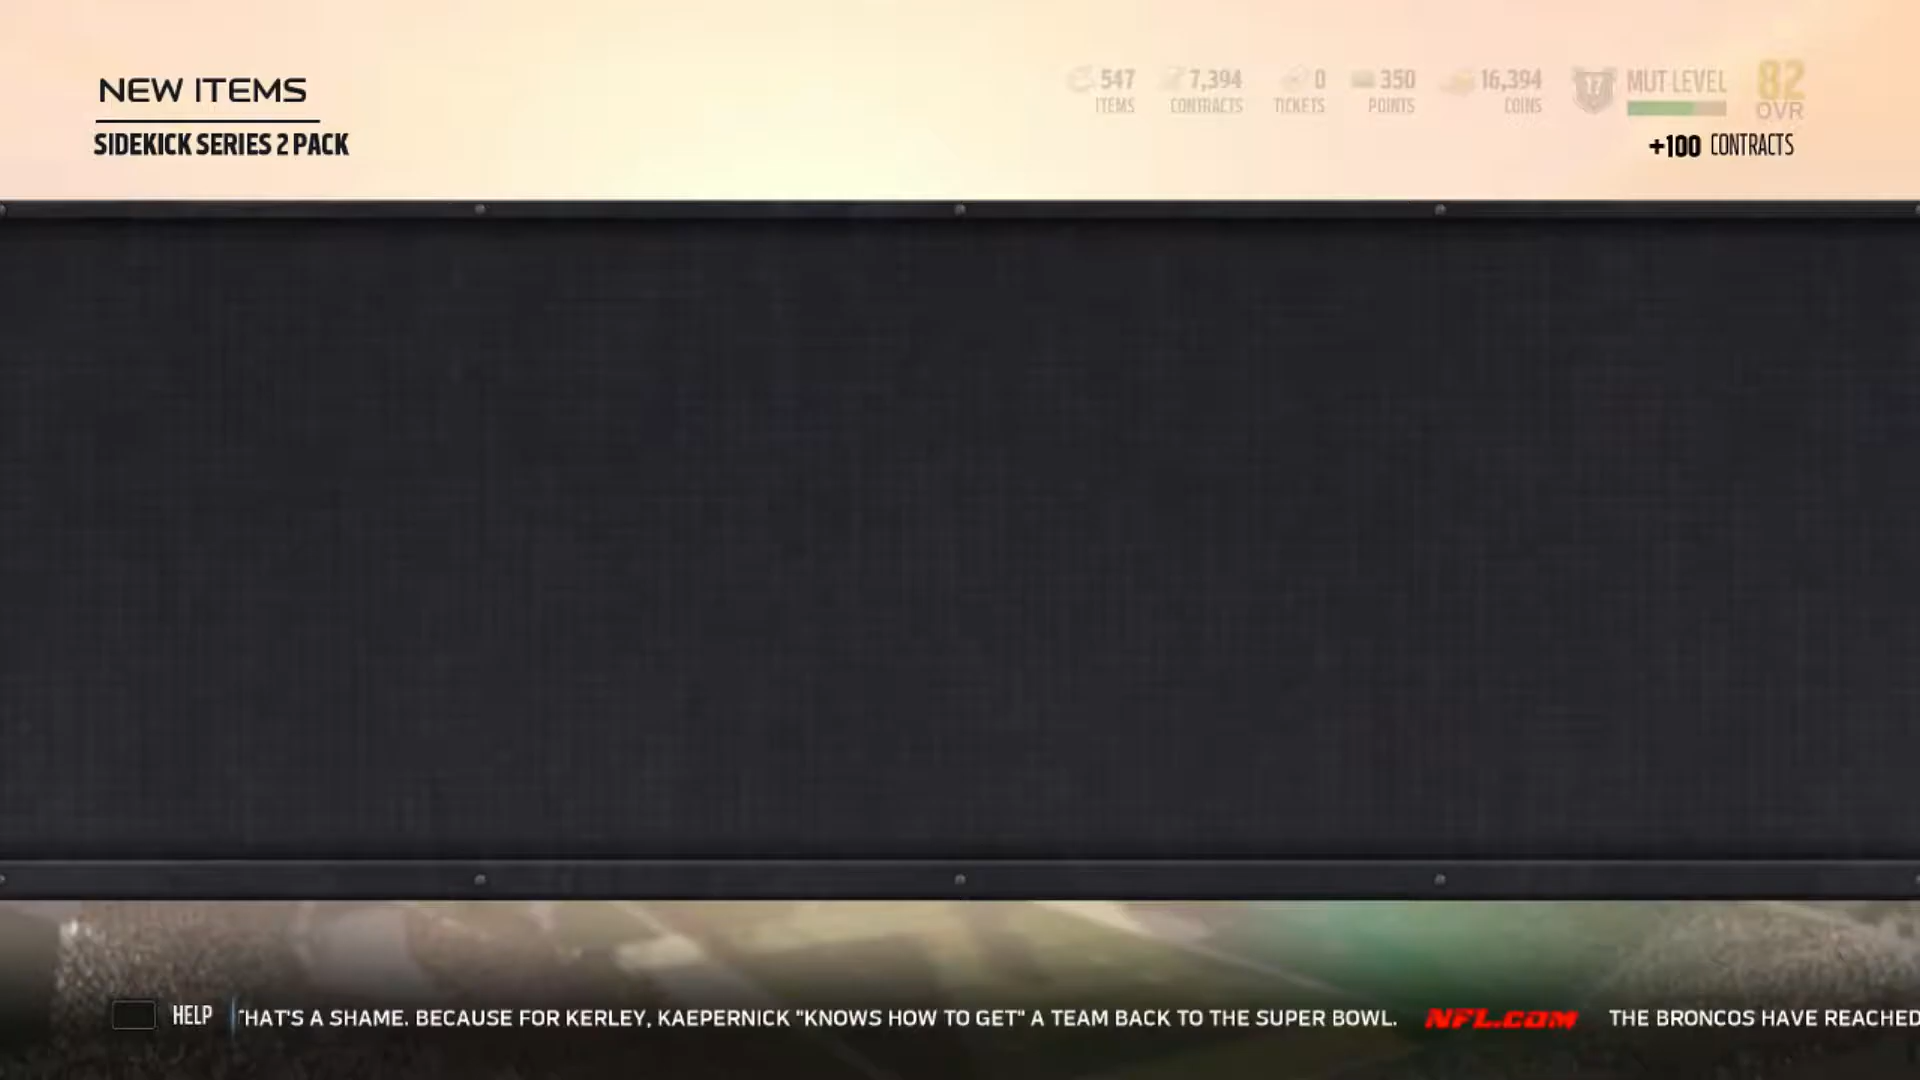 NEW ITEMS
SIDEKICK SERIES 2 PACK
547 ITEMS
7,394 CONTRACTS
0 TICKETS
350 POINTS
16,394 COINS
17 MUT LEVEL
82 OVR
+100 CONTRACTS
HELP
HAT'S A SHAME. BECAUSE FOR KERLEY, KAEPERNICK "KNOWS HOW TO GET" A TEAM BACK TO THE SUPER BOWL. NFL.COM THE BRONCOS HAVE REACHED